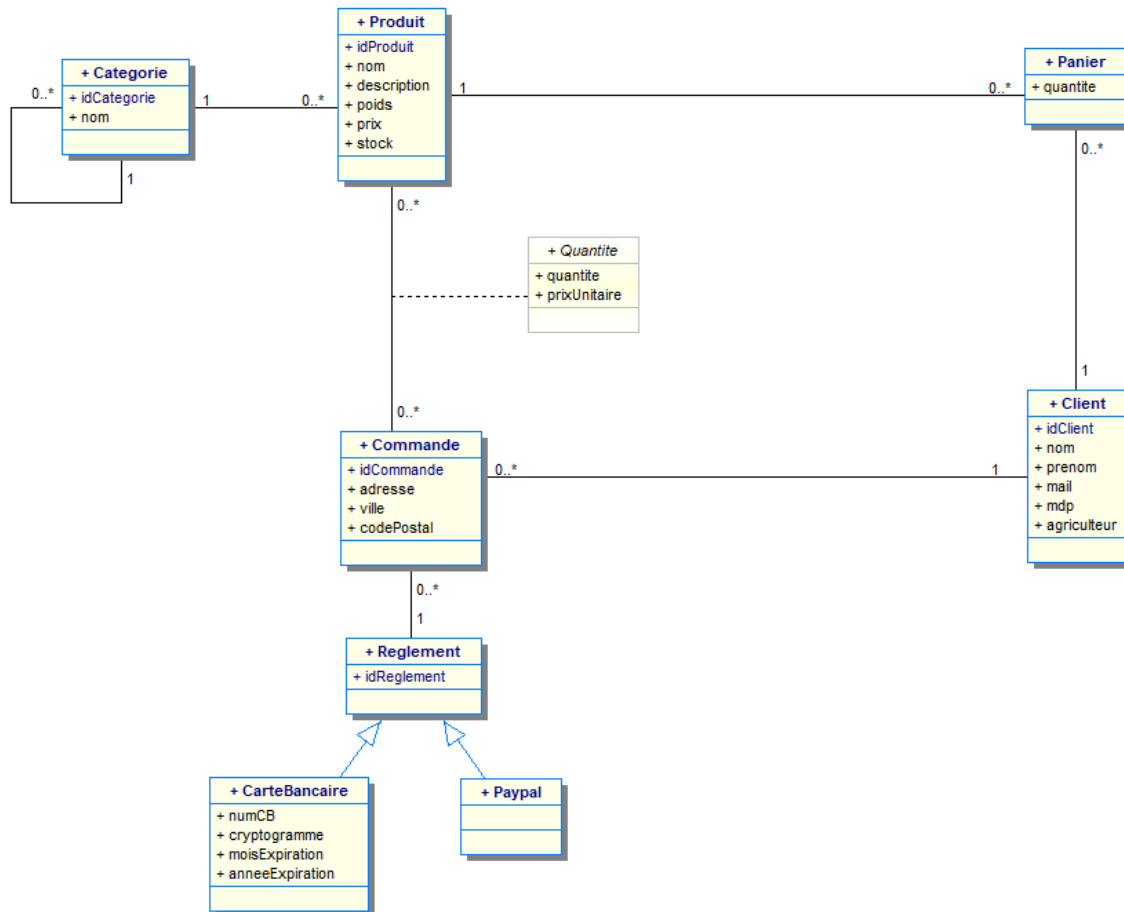 + Produit
+ idProduit
+ nom
+ description
+ poids
+ prix
+ stock
+ Categorie
+ idCategorie
+ nom
0..*
1
1
0..*
1
0..*
+ Panier
+ quantite
0..*
1
0..*
+ Quantite
+ quantite
+ prixUnitaire
0..*
+ Commande
+ idCommande
+ adresse
+ ville
+ codePostal
0..*
1
+ Client
+ idClient
+ nom
+ prenom
+ mail
+ mdp
+ agriculteur
0..*
1
+ Reglement
+ idReglement
+ CarteBancaire
+ numCB
+ cryptogramme
+ moisExpiration
+ anneeExpiration
+ Paypal